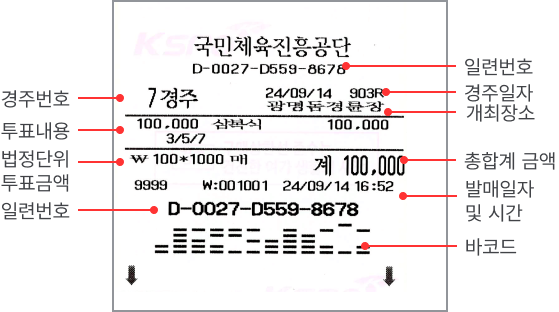 국민체육진흥공단
D-0027-D559-8678
일련번호
경주번호
7경주
24/09/14 903R
경주일자
광명돔경륜장
개최장소
투표내용
100,000 삼복식 100,000
3/5/7
법정단위
투표금액
₩ 100*1000 매
계 100,000
총합계 금액
9999 W:001001 24/09/14 16:52
발매일자
및 시간
일련번호
D-0027-D559-8678
바코드